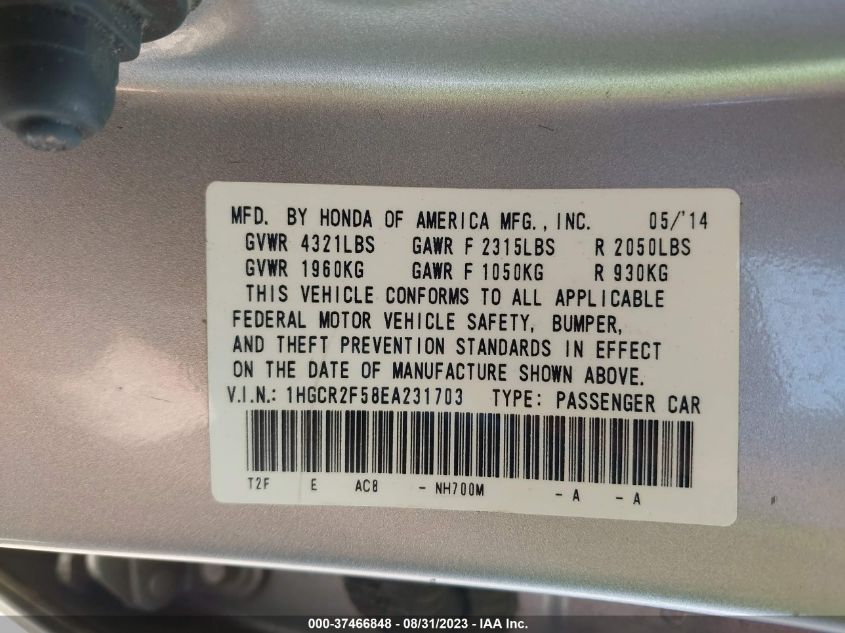 MFD. BY HONDA OF AMERICA MFG., INC. 05/'14
GVWR 4321LBS GAWR F 2315LBS R 2050LBS
GVWR 1960KG GAWR F 1050KG R 930KG
THIS VEHICLE CONFORMS TO ALL APPLICABLE
FEDERAL MOTOR VEHICLE SAFETY, BUMPER,
AND THEFT PREVENTION STANDARDS IN EFFECT
ON THE DATE OF MANUFACTURE SHOWN ABOVE.
V.I.N.: 1HGCR2F58EA231703 TYPE: PASSENGER CAR
T2F E AC8 - NH700M - A - A
000-37466848 / 08/31/2023 - IAA Inc.